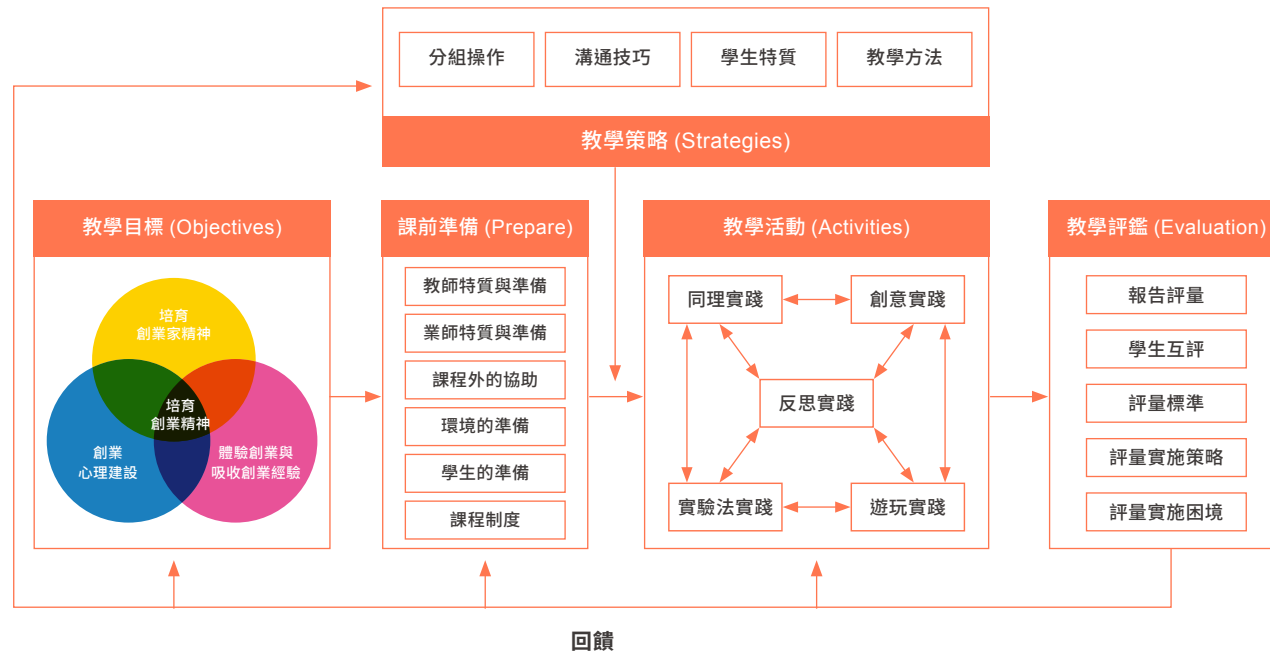 分組操作
溝通技巧
學生特質
教學方法
教學策略 (Strategies)
教學目標 (Objectives)
培育
創業家精神
培育
創業精神
創業
心理建設
體驗創業與
吸收創業經驗
課前準備 (Prepare)
教師特質與準備
業師特質與準備
課程外的協助
環境的準備
學生的準備
課程制度
教學活動 (Activities)
同理實踐
創意實踐
反思實踐
實驗法實踐
遊玩實踐
教學評鑑 (Evaluation)
報告評量
學生互評
評量標準
評量實施策略
評量實施困境
回饋